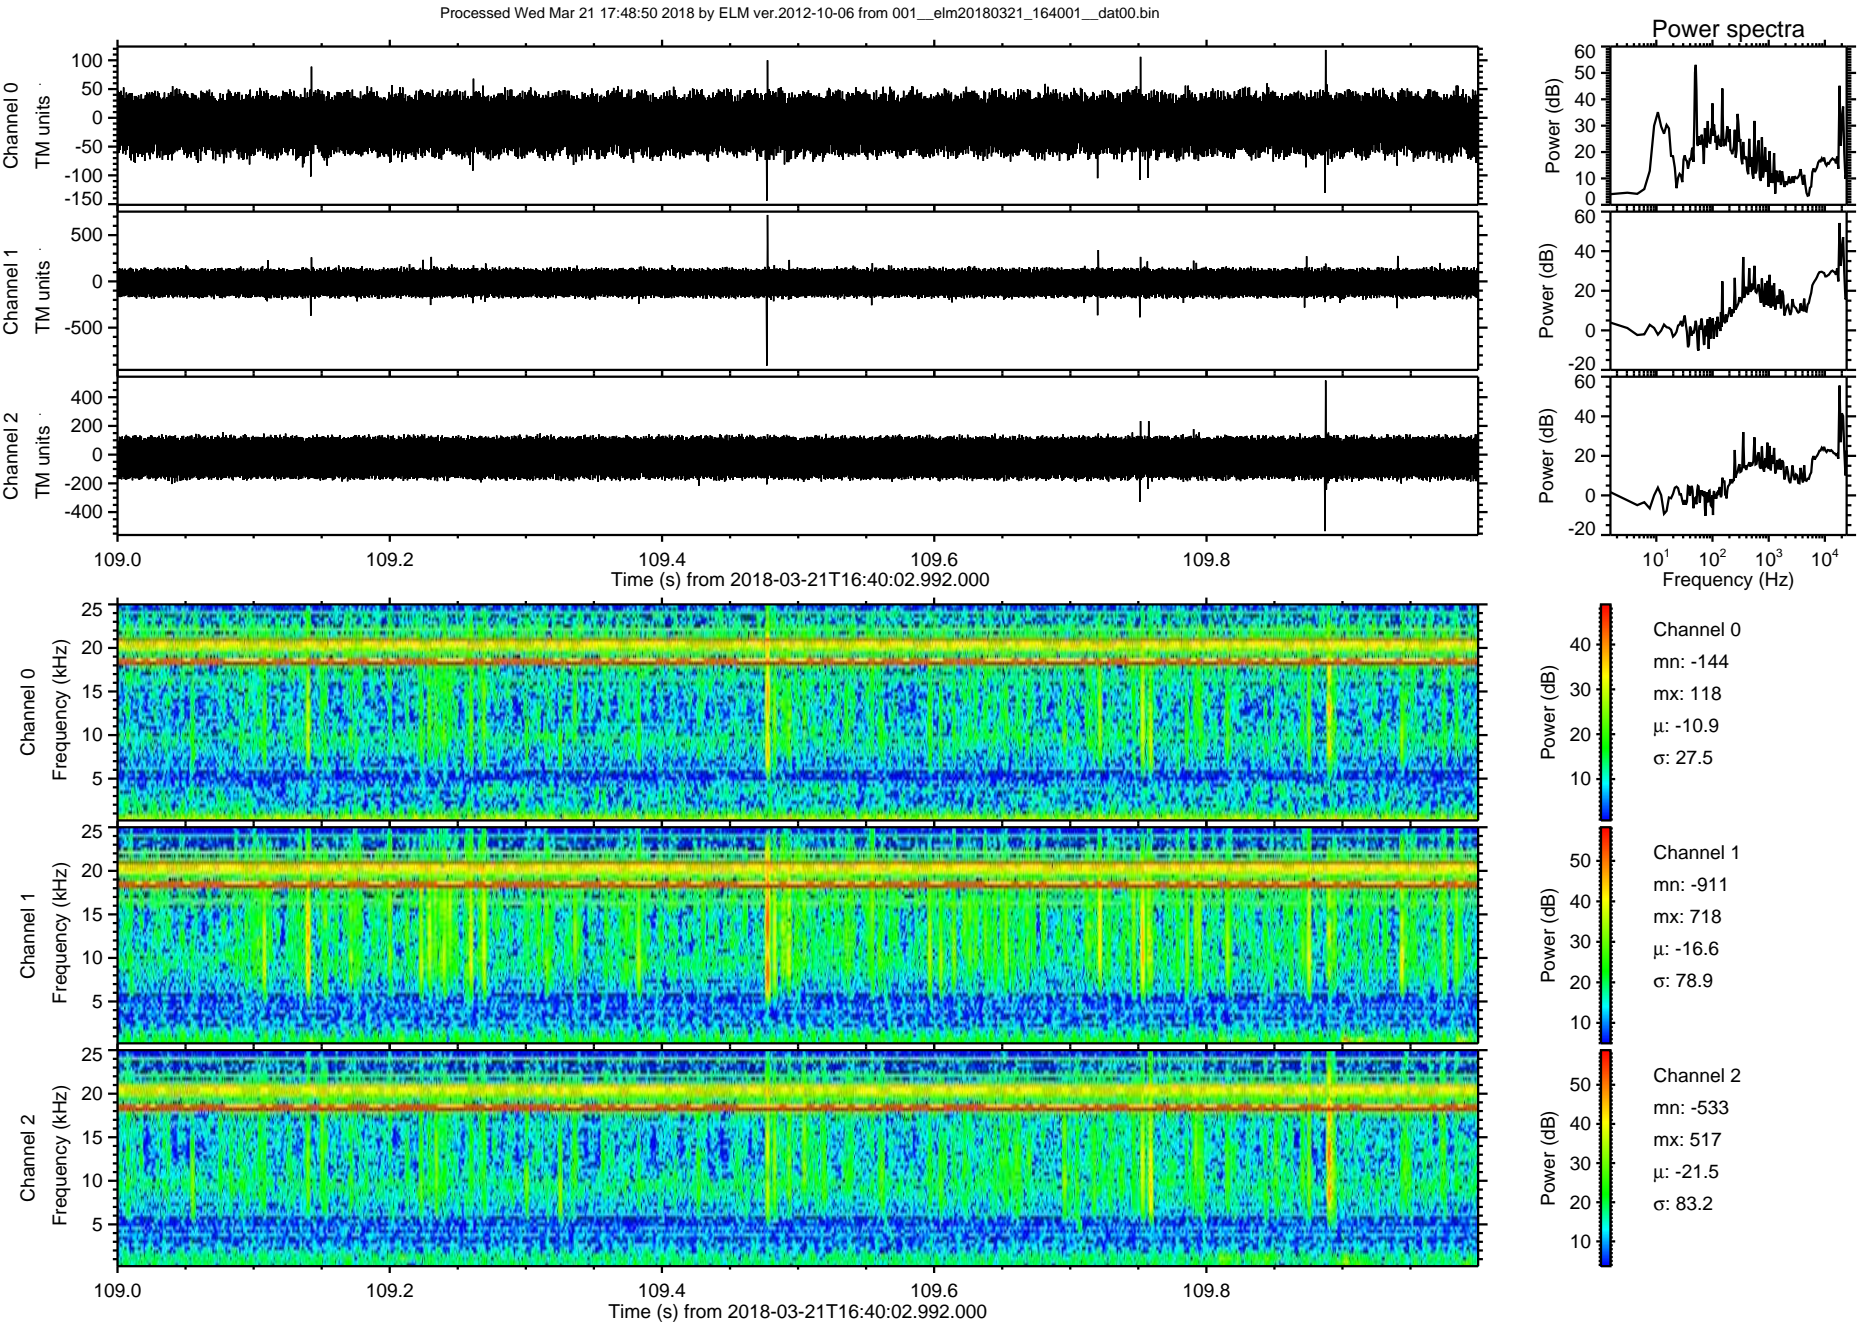 Processed Wed Mar 21 17:48:50 2018 by ELM ver.2012-10-06 from 001__elm20180321_164001__dat00.bin
Power spectra
Channel 0
TM units
100
50
0
-50
-100
-150
Power (dB)
60
50
40
30
20
10
0
Channel 1
TM units
500
0
-500
Power (dB)
60
40
20
0
-20
Channel 2
TM units
400
200
0
-200
-400
Power (dB)
60
40
20
0
-20
109.0 109.2 109.4 109.6 109.8
Time (s) from 2018-03-21T16:40:02.992.000
10^1 10^2 10^3 10^4
Frequency (Hz)
Channel 0
Frequency (kHz)
25
20
15
10
5
Power (dB)
40
30
20
10
Channel 0
mn: -144
mx: 118
μ: -10.9
σ: 27.5
Channel 1
Frequency (kHz)
25
20
15
10
5
Power (dB)
50
40
30
20
10
Channel 1
mn: -911
mx: 718
μ: -16.6
σ: 78.9
Channel 2
Frequency (kHz)
25
20
15
10
5
Power (dB)
50
40
30
20
10
Channel 2
mn: -533
mx: 517
μ: -21.5
σ: 83.2
109.0 109.2 109.4 109.6 109.8
Time (s) from 2018-03-21T16:40:02.992.000